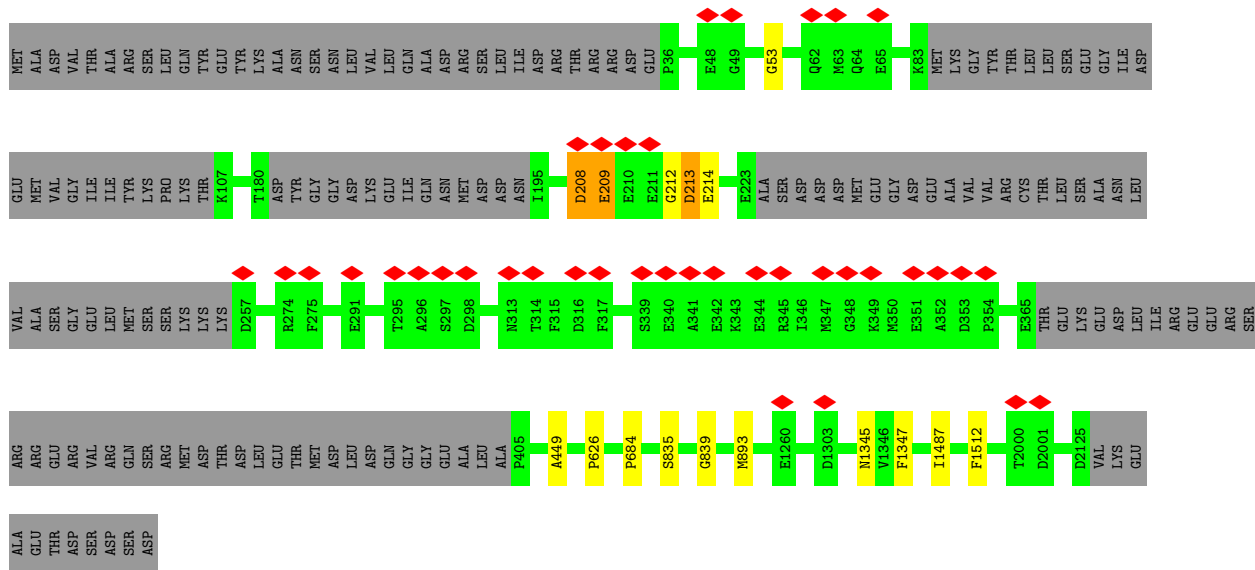 MET ALA ASP VAL THR ALA ARG SER LEU GLN TYR GLU TYR LYS ALA ASN SER ASN LEU VAL LEU GLN ALA ASP ARG SER LEU ILE ASP ARG THR ARG ARG ASP GLU P36 E48 G49 G53 Q62 M63 Q64 E65 K83 MET LYS GLY TYR THR LEU LEU SER GLU GLY ILE ASP
GLU MET VAL GLY ILE ILE TYR LYS PRO LYS THR K107 T180 ASP TYR GLY GLY ASP LYS GLU ILE GLN ASN MET ASP ASP ASN I195 D208 E209 E210 E211 G212 D213 E214 E223 ALA SER ASP ASP ASP MET GLU GLY ASP GLU ALA VAL VAL ARG CYS THR LEU SER ALA ASN LEU
VAL ALA SER GLY GLU LEU MET SER SER LYS LYS LYS D257 R274 F275 E291 T295 A296 S297 D298 N313 T314 F315 D316 F317 S339 E340 A341 E342 K343 E344 R345 I346 M347 G348 K349 M350 E351 A352 D353 P354 E365 THR GLU LYS GLU ASP LEU ILE ARG GLU GLU ARG SER
ARG ARG GLU ARG VAL ARG GLN SER ARG MET ASP THR ASP LEU GLU THR MET ASP LEU ASP GLN GLY GLY GLU ALA LEU ALA P405 A449 P626 P684 S835 G839 M893 E1260 D1303 N1345 V1346 F1347 I1487 F1512 T2000 D2001 D2125 VAL LYS GLU
ALA GLU THR ASP SER ASP SER ASP